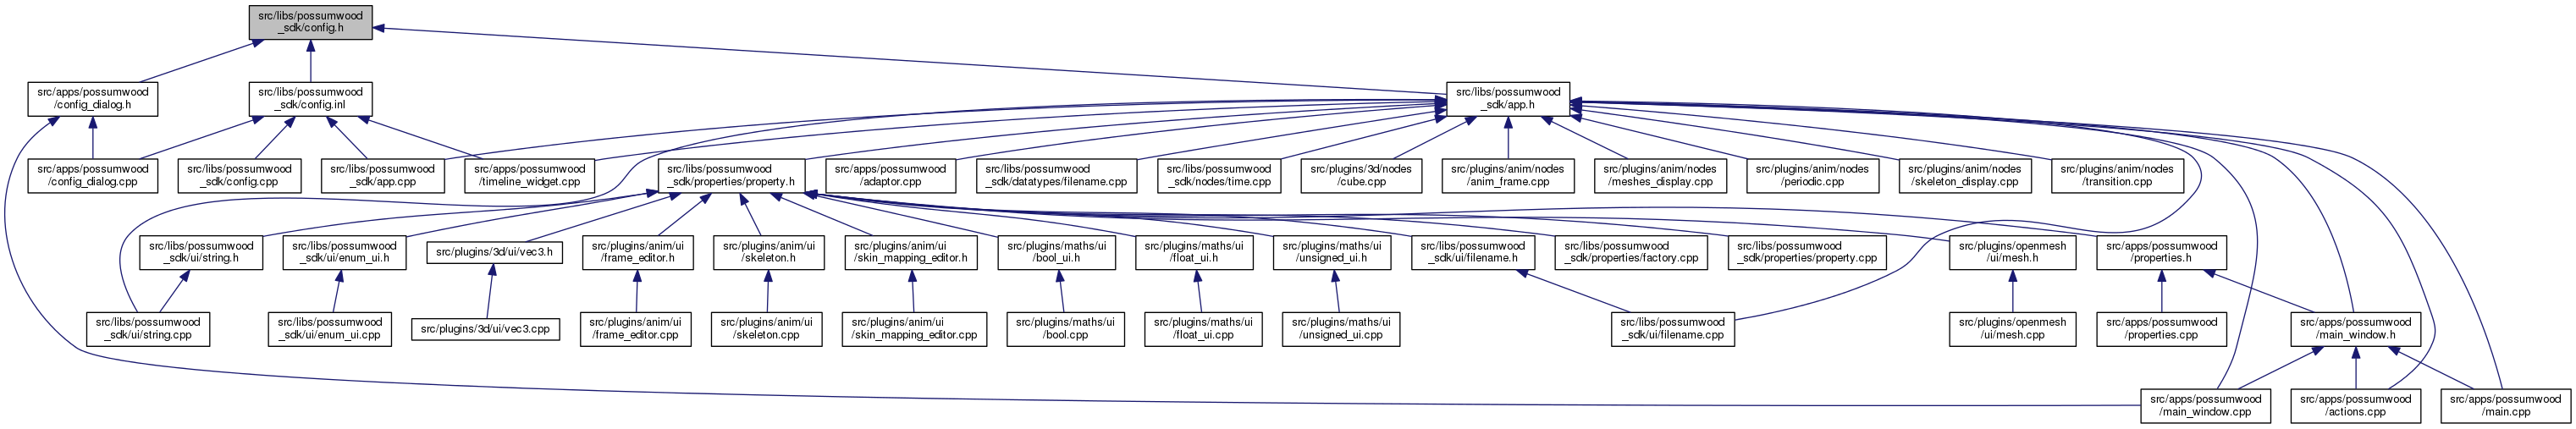 src/libs/possumwood
_sdk/config.h
src/apps/possumwood
/config_dialog.h
src/libs/possumwood
_sdk/config.inl
src/libs/possumwood
_sdk/app.h
src/apps/possumwood
/config_dialog.cpp
src/libs/possumwood
_sdk/config.cpp
src/libs/possumwood
_sdk/app.cpp
src/apps/possumwood
/timeline_widget.cpp
src/libs/possumwood
_sdk/properties/property.h
src/apps/possumwood
/adaptor.cpp
src/libs/possumwood
_sdk/datatypes/filename.cpp
src/libs/possumwood
_sdk/nodes/time.cpp
src/plugins/3d/nodes
/cube.cpp
src/plugins/anim/nodes
/anim_frame.cpp
src/plugins/anim/nodes
/meshes_display.cpp
src/plugins/anim/nodes
/periodic.cpp
src/plugins/anim/nodes
/skeleton_display.cpp
src/plugins/anim/nodes
/transition.cpp
src/libs/possumwood
_sdk/ui/string.h
src/libs/possumwood
_sdk/ui/enum_ui.h
src/plugins/3d/ui/vec3.h
src/plugins/anim/ui
/frame_editor.h
src/plugins/anim/ui
/skeleton.h
src/plugins/anim/ui
/skin_mapping_editor.h
src/plugins/maths/ui
/bool_ui.h
src/plugins/maths/ui
/float_ui.h
src/plugins/maths/ui
/unsigned_ui.h
src/libs/possumwood
_sdk/ui/filename.h
src/libs/possumwood
_sdk/properties/factory.cpp
src/libs/possumwood
_sdk/properties/property.cpp
src/plugins/openmesh
/ui/mesh.h
src/apps/possumwood
/properties.h
src/libs/possumwood
_sdk/ui/string.cpp
src/libs/possumwood
_sdk/ui/enum_ui.cpp
src/plugins/3d/ui/vec3.cpp
src/plugins/anim/ui
/frame_editor.cpp
src/plugins/anim/ui
/skeleton.cpp
src/plugins/anim/ui
/skin_mapping_editor.cpp
src/plugins/maths/ui
/bool.cpp
src/plugins/maths/ui
/float_ui.cpp
src/plugins/maths/ui
/unsigned_ui.cpp
src/libs/possumwood
_sdk/ui/filename.cpp
src/plugins/openmesh
/ui/mesh.cpp
src/apps/possumwood
/properties.cpp
src/apps/possumwood
/main_window.h
src/apps/possumwood
/main_window.cpp
src/apps/possumwood
/actions.cpp
src/apps/possumwood
/main.cpp